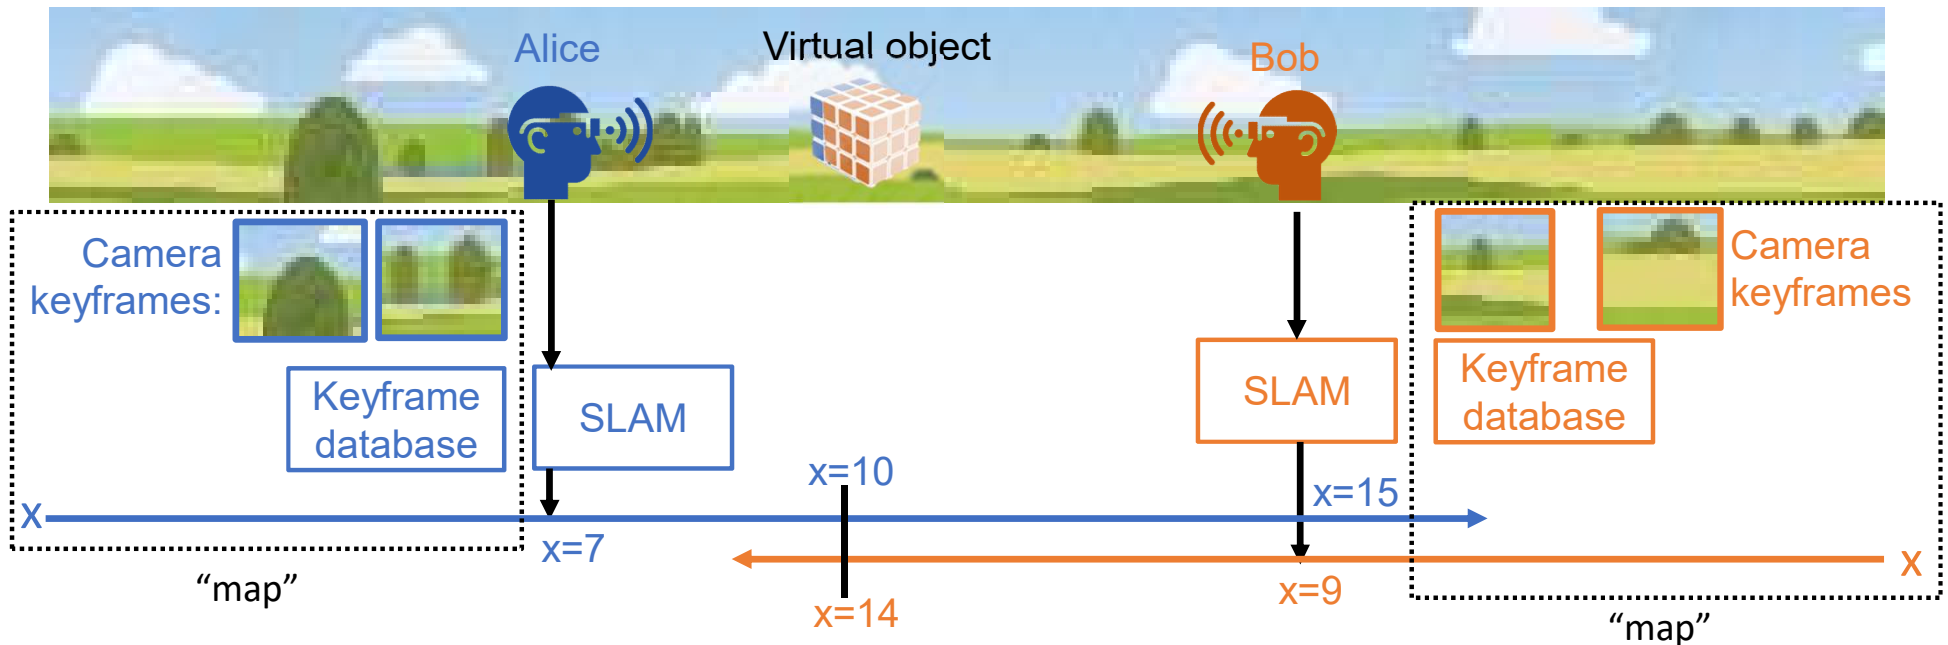 Alice
Virtual object
Bob
Camera
keyframes:
Camera
keyframes
Keyframe
database
SLAM
SLAM
Keyframe
database
x=10
x=15
X
x=7
X
x=14
x=9
“map”
“map”